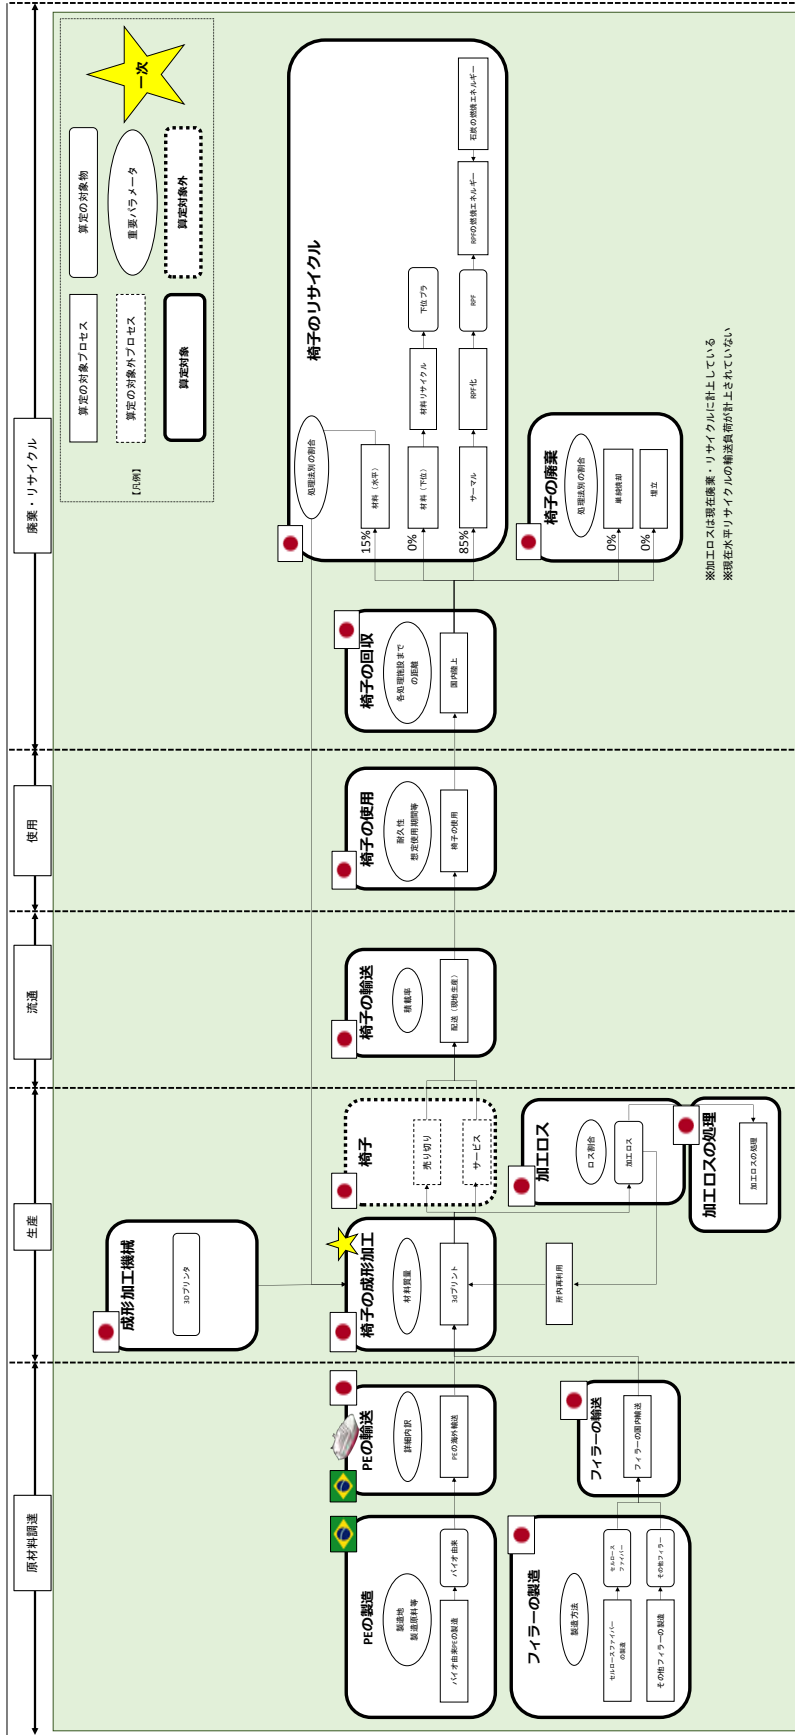 原材料調達
生産
流通
使用
廃棄・リサイクル
【凡例】
算定の対象プロセス
算定の対象物
算定の対象外プロセス
重要パラメータ
算定対象
算定対象外
一次
成形加工機械
3Dプリンタ
PEの製造
製造地
製造原料等
バイオ由来PEの製造
バイオ由来
PEの輸送
詳細内訳
PEの海外輸送
フィラーの製造
製造方法
セルロースファイバー
の製造
セルロース
ファイバー
その他フィラーの製造
その他フィラー
フィラーの輸送
フィラーの国内輸送
椅子の成形加工
材料質量
3dプリント
所内再利用
椅子
売り切り
サービス
加工ロス
ロス割合
加工ロス
加工ロスの処理
加工ロスの処理
椅子の輸送
積載率
配送（現地生産）
椅子の使用
耐久性
想定使用期間等
椅子の使用
椅子の回収
各処理施設まで
の距離
国内陸上
椅子のリサイクル
処理法別の割合
15%
材料（水平）
0%
材料（下位）
材料リサイクル
下位プラ
85%
サーマル
RPF化
RPF
RPFの燃焼エネルギー
石炭の燃焼エネルギー
椅子の廃棄
処理法別の割合
0%
単純焼却
0%
埋立
※加工ロスは現在廃棄・リサイクルに計上している
※現在水平リサイクルの輸送負荷が計上されていない